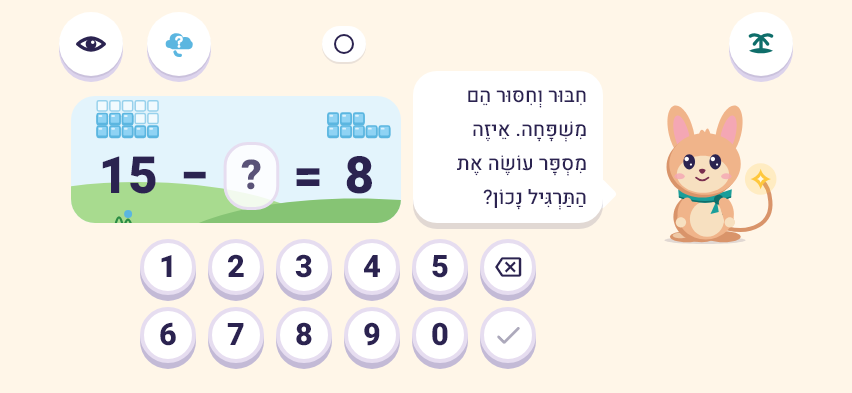 ?
חִבּוּר וְחִסּוּר הֵם
מִשְׁפָּחָה. אֵיזֶה
מִסְפָּר עוֹשֶׂה אֶת
הַתַּרְגִּיל נָכוֹן?
15 − ? = 8
1 2 3 4 5
6 7 8 9 0